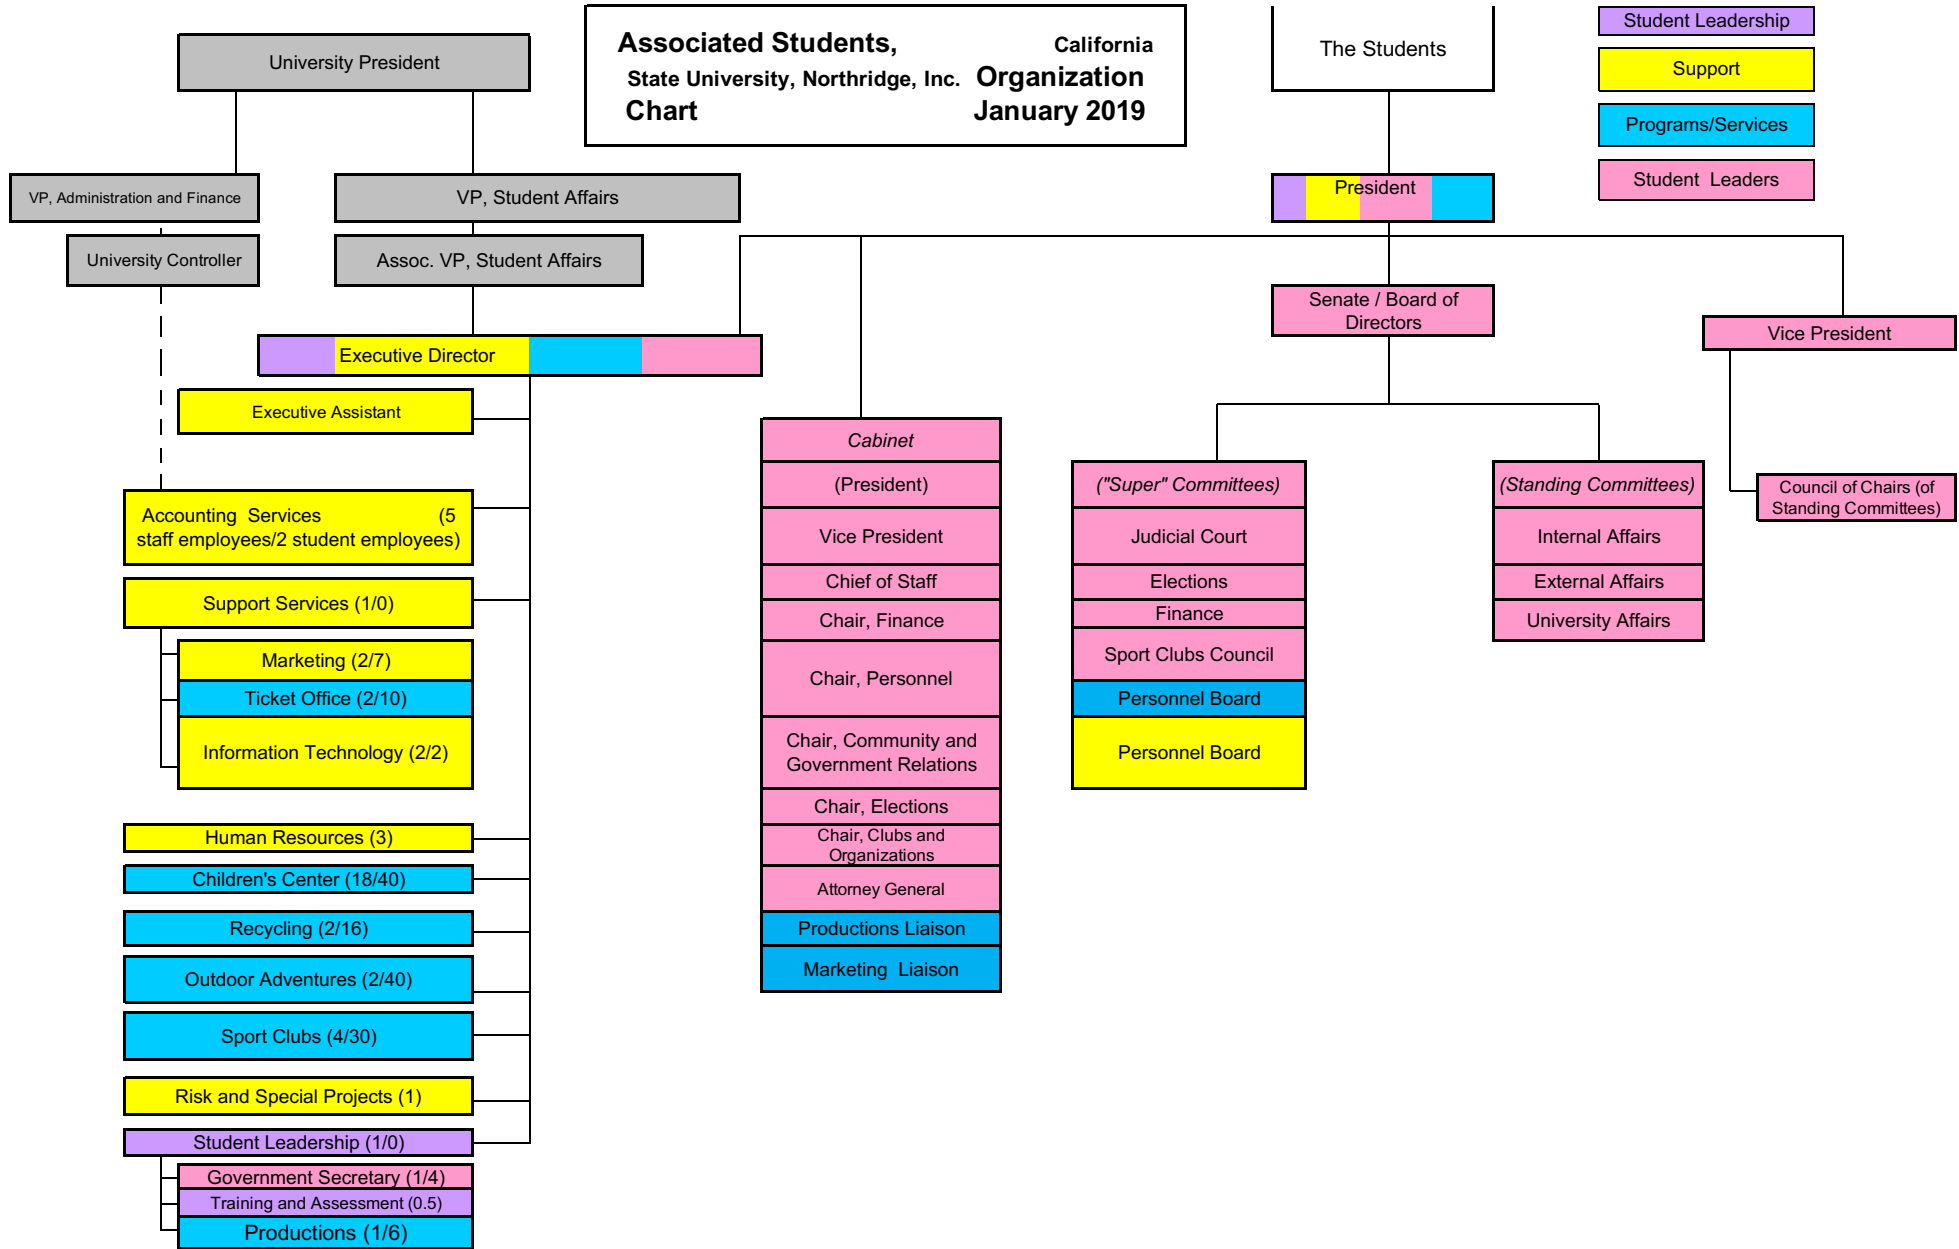 Associated Students, California
State University, Northridge, Inc. Organization
Chart January 2019
University President
The Students
Student Leadership
Support
Programs/Services
Student Leaders
VP, Administration and Finance
VP, Student Affairs
President
University Controller
Assoc. VP, Student Affairs
Senate / Board of
Directors
Vice President
Executive Director
Executive Assistant
Accounting Services (5
staff employees/2 student employees)
Support Services (1/0)
Marketing (2/7)
Ticket Office (2/10)
Information Technology (2/2)
Human Resources (3)
Children's Center (18/40)
Recycling (2/16)
Outdoor Adventures (2/40)
Sport Clubs (4/30)
Risk and Special Projects (1)
Student Leadership (1/0)
Government Secretary (1/4)
Training and Assessment (0.5)
Productions (1/6)
Cabinet
(President)
Vice President
Chief of Staff
Chair, Finance
Chair, Personnel
Chair, Community and
Government Relations
Chair, Elections
Chair, Clubs and
Organizations
Attorney General
Productions Liaison
Marketing Liaison
("Super" Committees)
Judicial Court
Elections
Finance
Sport Clubs Council
Personnel Board
Personnel Board
(Standing Committees)
Internal Affairs
External Affairs
University Affairs
Council of Chairs (of
Standing Committees)